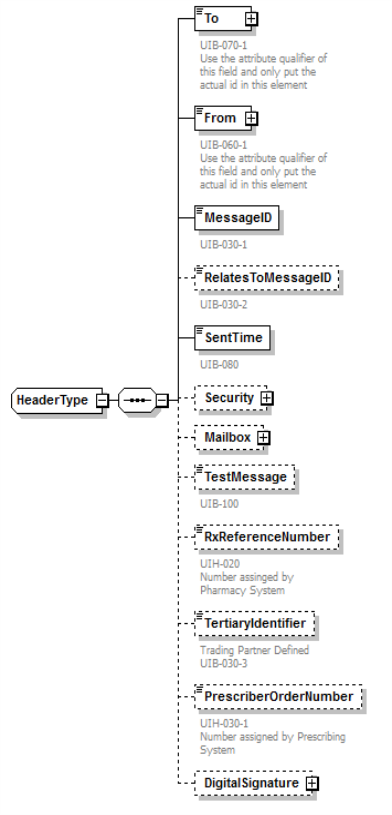 To
UIB-070-1
Use the attribute qualifier of
this field and only put the
actual id in this element
From
UIB-060-1
Use the attribute qualifier of
this field and only put the
actual id in this element
MessageID
UIB-030-1
RelatesToMessageID
UIB-030-2
SentTime
UIB-080
HeaderType
Security
Mailbox
TestMessage
UIB-100
RxReferenceNumber
UIH-020
Number assinged by
Pharmacy System
TertiaryIdentifier
Trading Partner Defined
UIB-030-3
PrescriberOrderNumber
UIH-030-1
Number assigned by Prescribing
System
DigitalSignature